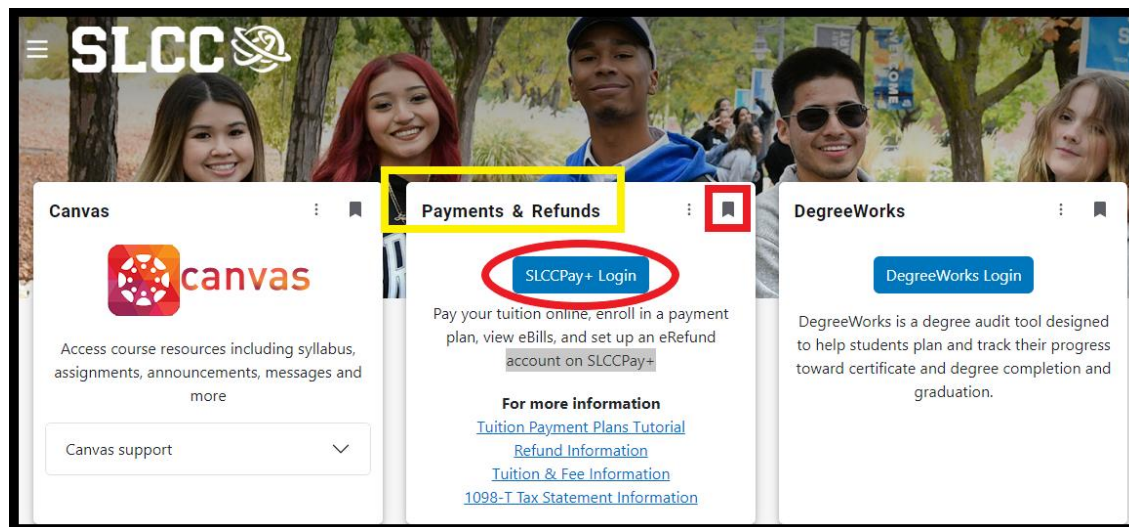 SLCC
Canvas
canvas
Access course resources including syllabus,
assignments, announcements, messages and
more
Canvas support
Payments & Refunds
SLCCPay+ Login
Pay your tuition online, enroll in a payment
plan, view eBills, and set up an eRefund
account on SLCCPay+
For more information
Tuition Payment Plans Tutorial
Refund Information
Tuition & Fee Information
1098-T Tax Statement Information
DegreeWorks
DegreeWorks Login
DegreeWorks is a degree audit tool designed
to help students plan and track their progress
toward certificate and degree completion and
graduation.